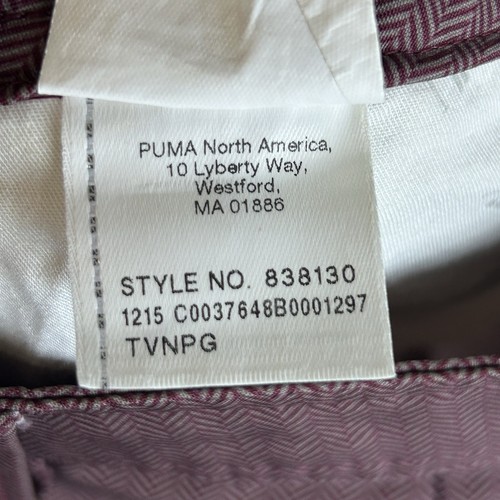 PUMA North America,
10 Lyberty Way,
Westford,
MA 01886
STYLE NO. 838130
1215 C0037648B0001297
TVNPG